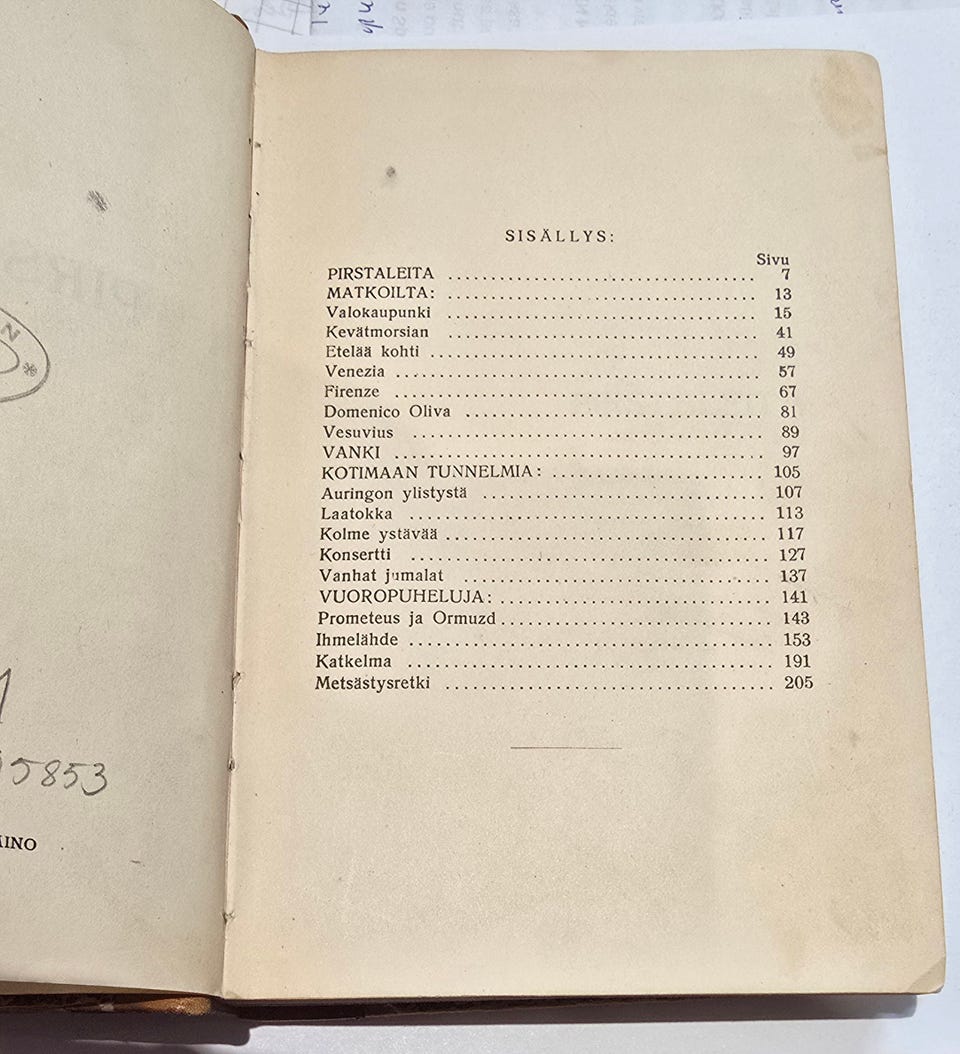 SISÄLLYS:
Sivu
PIRSTALEITA ........ 7
MATKOILTA: ........ 13
Valokaupunki ........ 15
Kevätmorsian ........ 41
Etelää kohti ........ 49
Venezia ........ 57
Firenze ........ 67
Domenico Oliva ........ 81
Vesuvius ........ 89
VANKI ........ 97
KOTIMAAN TUNNELMIA: ........ 105
Auringon ylistystä ........ 107
Laatokka ........ 113
Kolme ystävää ........ 117
Konsertti ........ 127
Vanhat jumalat ........ 137
VUOROPUHELUJA: ........ 141
Prometeus ja Ormuzd ........ 143
Ihmelähde ........ 153
Katkelma ........ 191
Metsästysretki ........ 205
5853